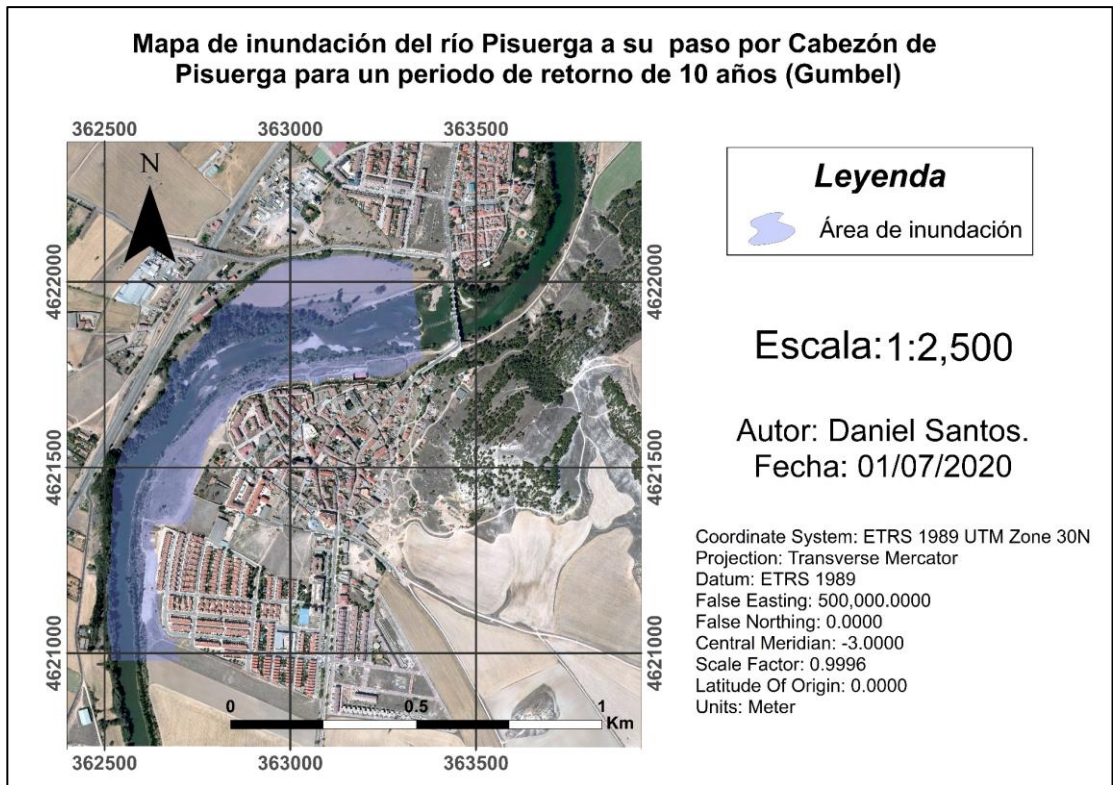 Mapa de inundación del río Pisuerga a su paso por Cabezón de
Pisuerga para un periodo de retorno de 10 años (Gumbel)
362500 363000 363500
N
4622000 4622000
4621500 4621500
4621000 4621000
0 0.5 1
Km
362500 363000 363500
Leyenda
Área de inundación
Escala:1:2,500
Autor: Daniel Santos.
Fecha: 01/07/2020
Coordinate System: ETRS 1989 UTM Zone 30N
Projection: Transverse Mercator
Datum: ETRS 1989
False Easting: 500,000.0000
False Northing: 0.0000
Central Meridian: -3.0000
Scale Factor: 0.9996
Latitude Of Origin: 0.0000
Units: Meter